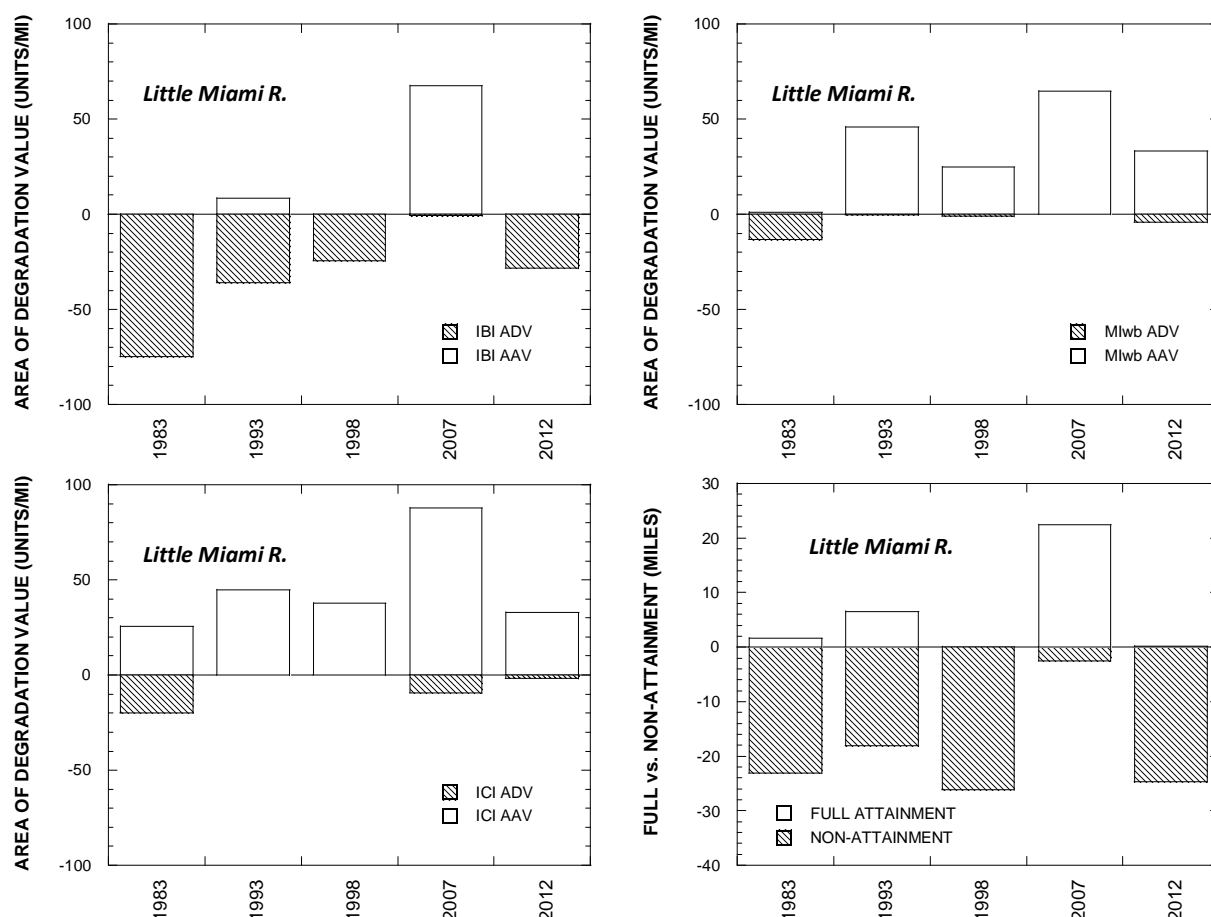 AREA OF DEGRADATION VALUE (UNITS/MI)
100
50
0
-50
-100
Little Miami R.
IBI ADV
IBI AAV
1983
1993
1998
2007
2012
AREA OF DEGRADATION VALUE (UNITS/MI)
100
50
0
-50
-100
Little Miami R.
MIwb ADV
MIwb AAV
1983
1993
1998
2007
2012
AREA OF DEGRADATION VALUE (UNITS/MI)
100
50
0
-50
-100
Little Miami R.
ICI ADV
ICI AAV
1983
1993
1998
2007
2012
FULL vs. NON-ATTAINMENT (MILES)
30
20
10
0
-10
-20
-30
-40
Little Miami R.
FULL ATTAINMENT
NON-ATTAINMENT
1983
1993
1998
2007
2012